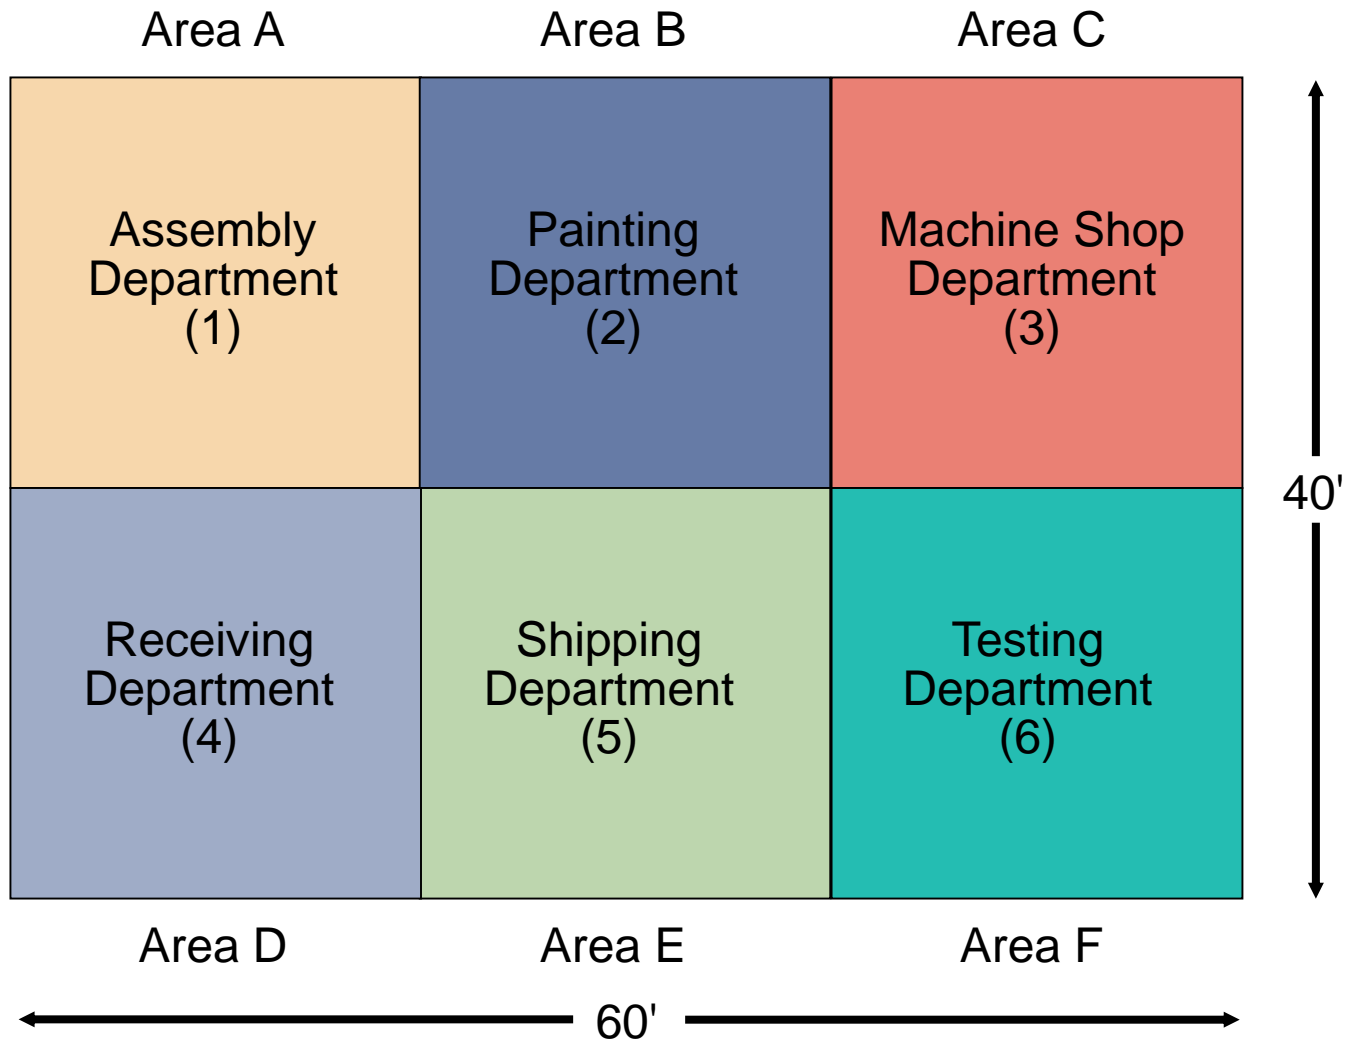 Area A
Area B
Area C
Assembly
Department
(1)
Painting
Department
(2)
Machine Shop
Department
(3)
40'
Receiving
Department
(4)
Shipping
Department
(5)
Testing
Department
(6)
Area D
Area E
Area F
60'